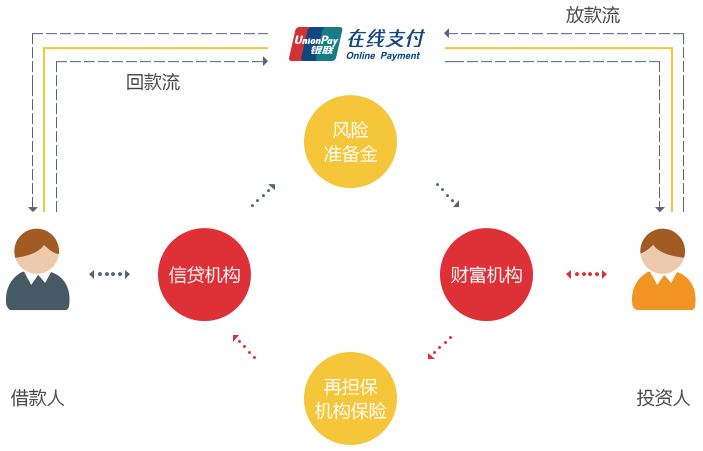 放款流
UnionPay
银联
在线支付
Online Payment
回款流
风险
准备金
信贷机构
财富机构
再担保
机构保险
借款人
投资人